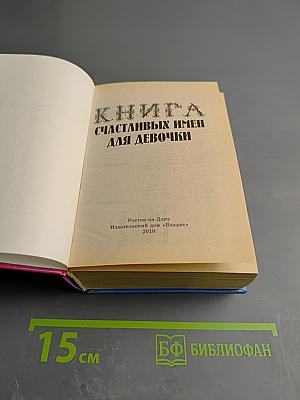 КНИГА
СЧАСТЛИВЫХ ИМЕН
ДЛЯ ДЕВОЧКИ
Ростов-на-Дону
Издательский дом «Владис»
2010
15 см
БФ БИБЛИОФАН